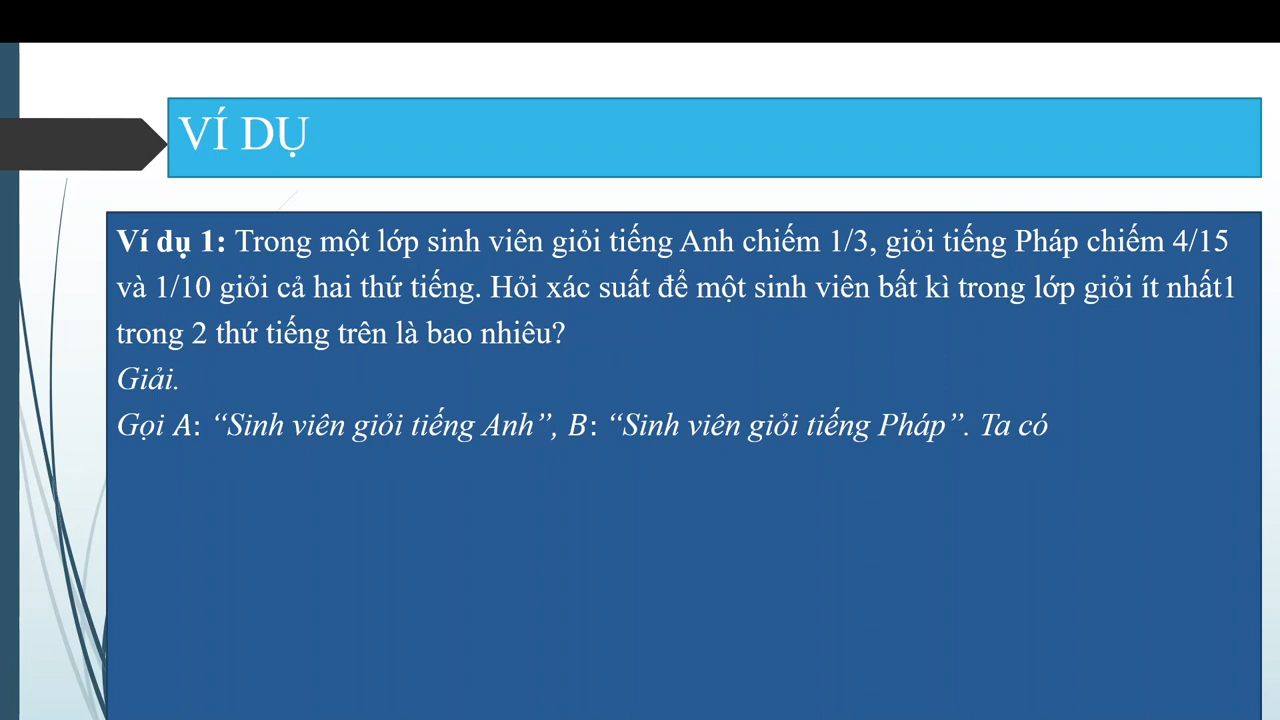 VÍ DỤ
Ví dụ 1: Trong một lớp sinh viên giỏi tiếng Anh chiếm 1/3, giỏi tiếng Pháp chiếm 4/15
và 1/10 giỏi cả hai thứ tiếng. Hỏi xác suất để một sinh viên bất kì trong lớp giỏi ít nhất1
trong 2 thứ tiếng trên là bao nhiêu?
Giải.
Gọi A: “Sinh viên giỏi tiếng Anh”, B: “Sinh viên giỏi tiếng Pháp”. Ta có